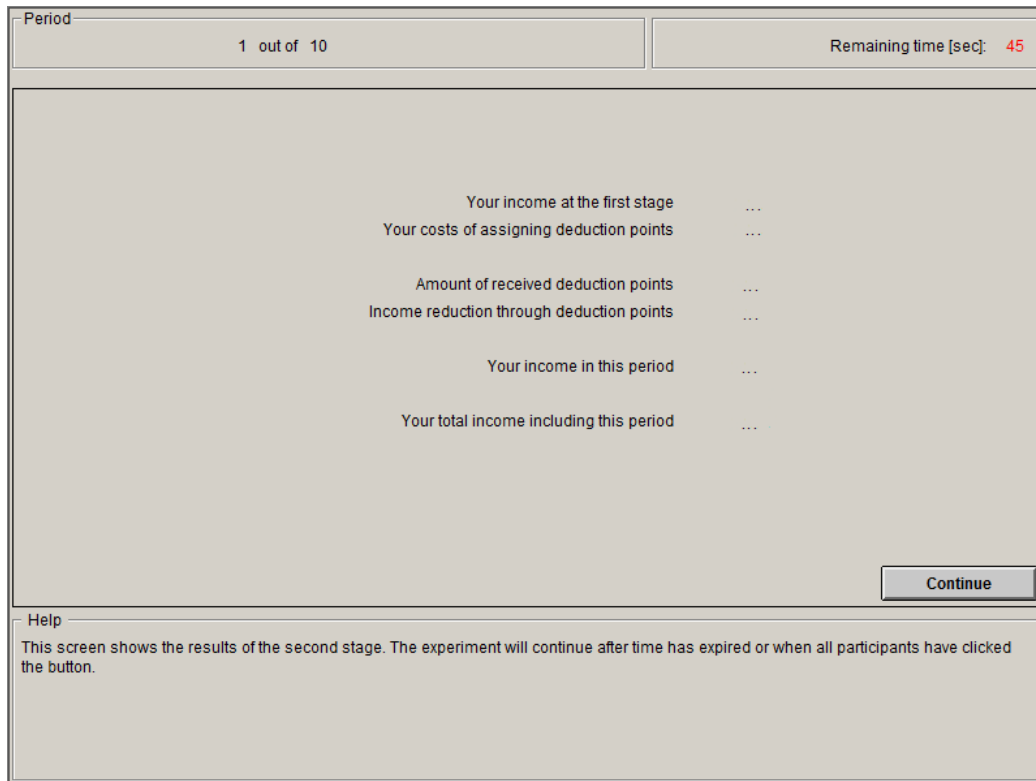 Period
1 out of 10
Remaining time [sec]: 45
Your income at the first stage ...
Your costs of assigning deduction points ...
Amount of received deduction points ...
Income reduction through deduction points ...
Your income in this period ...
Your total income including this period ...
Continue
Help
This screen shows the results of the second stage. The experiment will continue after time has expired or when all participants have clicked
the button.